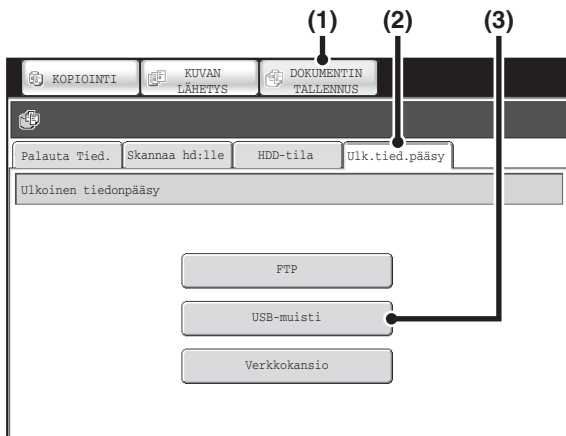 (1) (2) (3)
KOPIOINTI
KUVAN
LÄHETYS
DOKUMENTIN
TALLENNUS
Palauta Tied. Skannaa hd:lle HDD-tila Ulk.tied.pääsy
Ulkoinen tiedonpääsy
FTP
USB-muisti
Verkkokansio